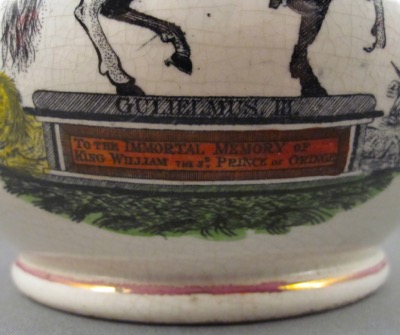 GULIELMUS III
To the Immortal Memory of
King William the 3D. Prince of Orange